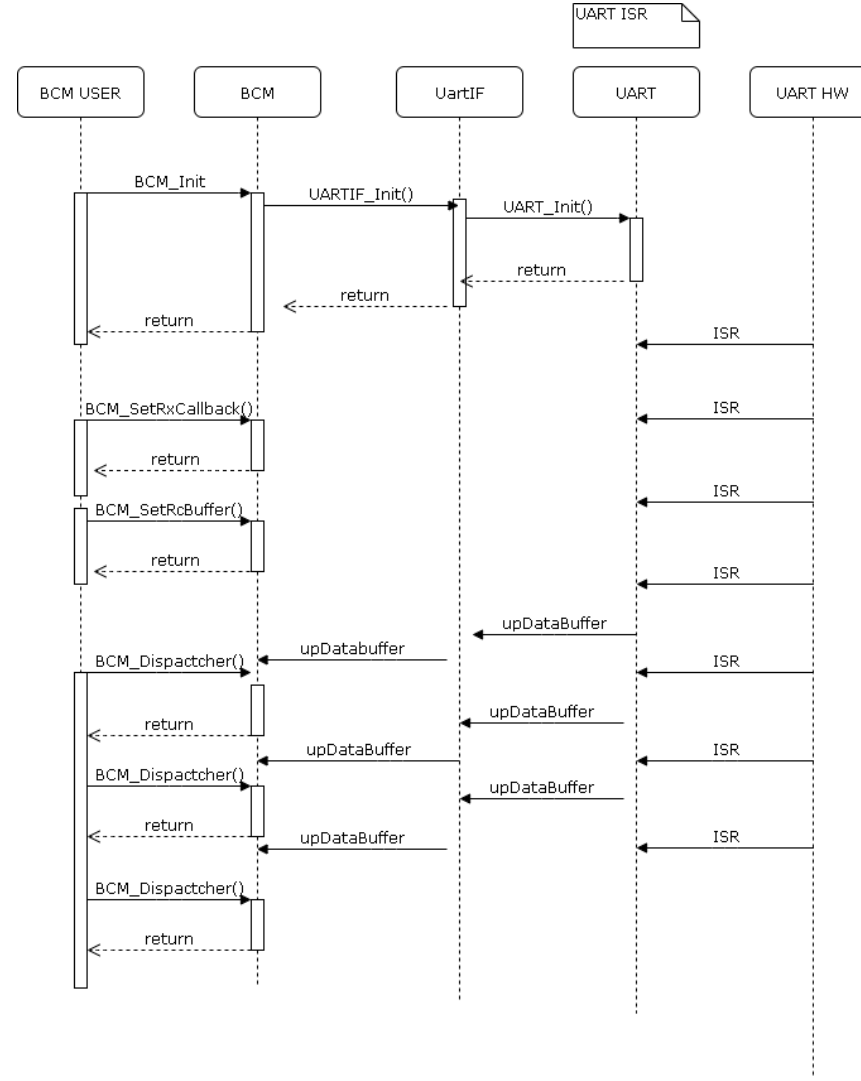 UART ISR
BCM USER
BCM
UartIF
UART
UART HW
BCM_Init
UARTIF_Init()
UART_Init()
return
return
return
ISR
BCM_SetRxCallback()
ISR
return
ISR
BCM_SetRcBuffer()
return
ISR
upDataBuffer
upDatabuffer
BCM_Dispactcher()
ISR
upDataBuffer
return
upDataBuffer
ISR
BCM_Dispactcher()
upDataBuffer
return
upDataBuffer
ISR
BCM_Dispactcher()
return